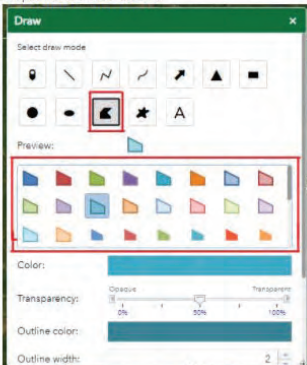 Draw ×
Select draw mode
A
Preview:
Color:
Transparency:
Opaque Transparent
0% 50% 100%
Outline color:
Outline width: 2